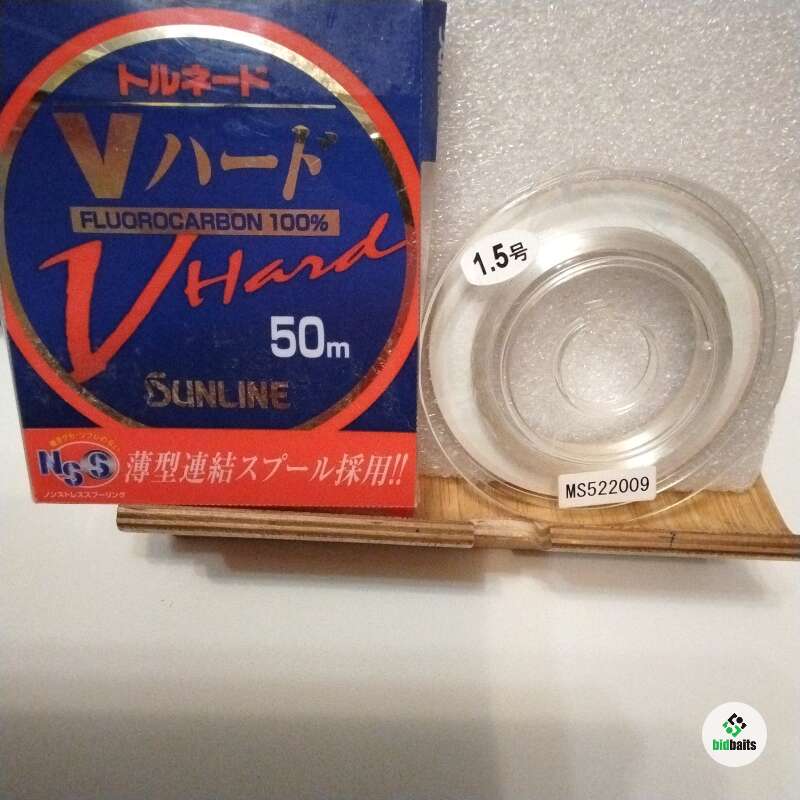 トルネード
Vハード
FLUOROCARBON 100%
V Hard
50m
SUNLINE
NSS
薄型連結スプール採用!!
ノンストレススプーリング
1.5号
MS522009
bidbaits